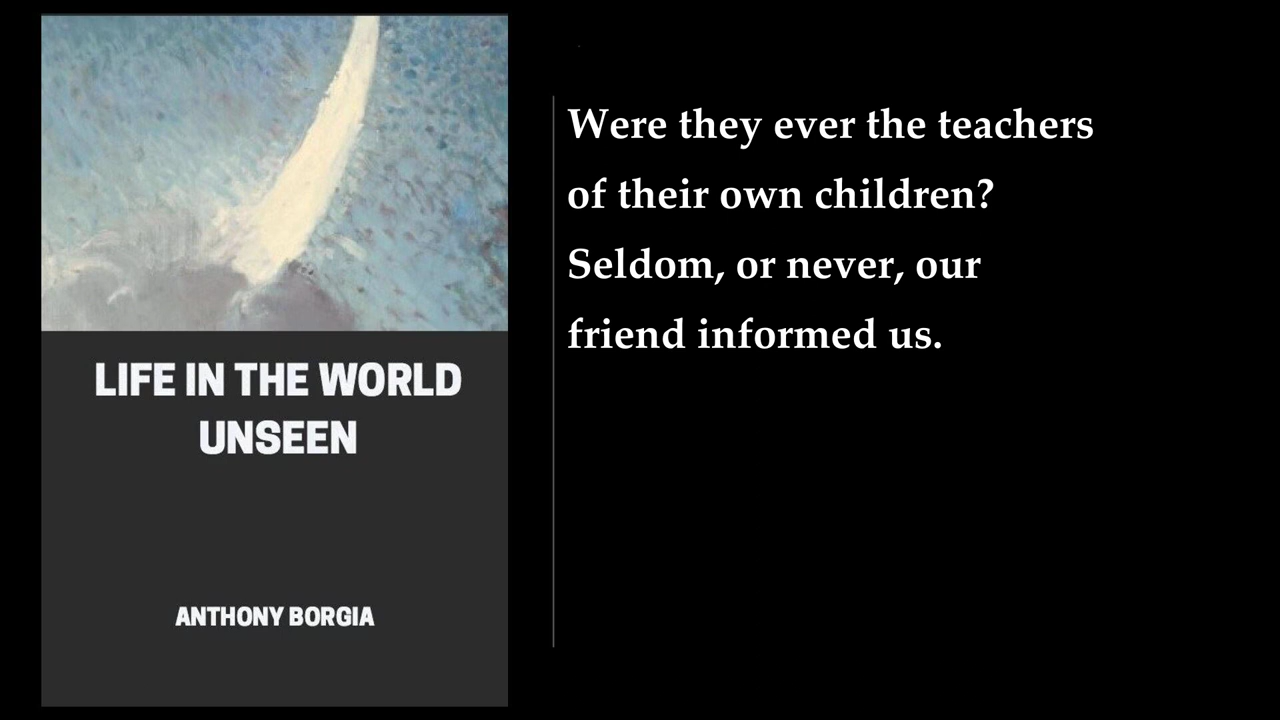 LIFE IN THE WORLD
UNSEEN
ANTHONY BORGIA
Were they ever the teachers
of their own children?
Seldom, or never, our
friend informed us.